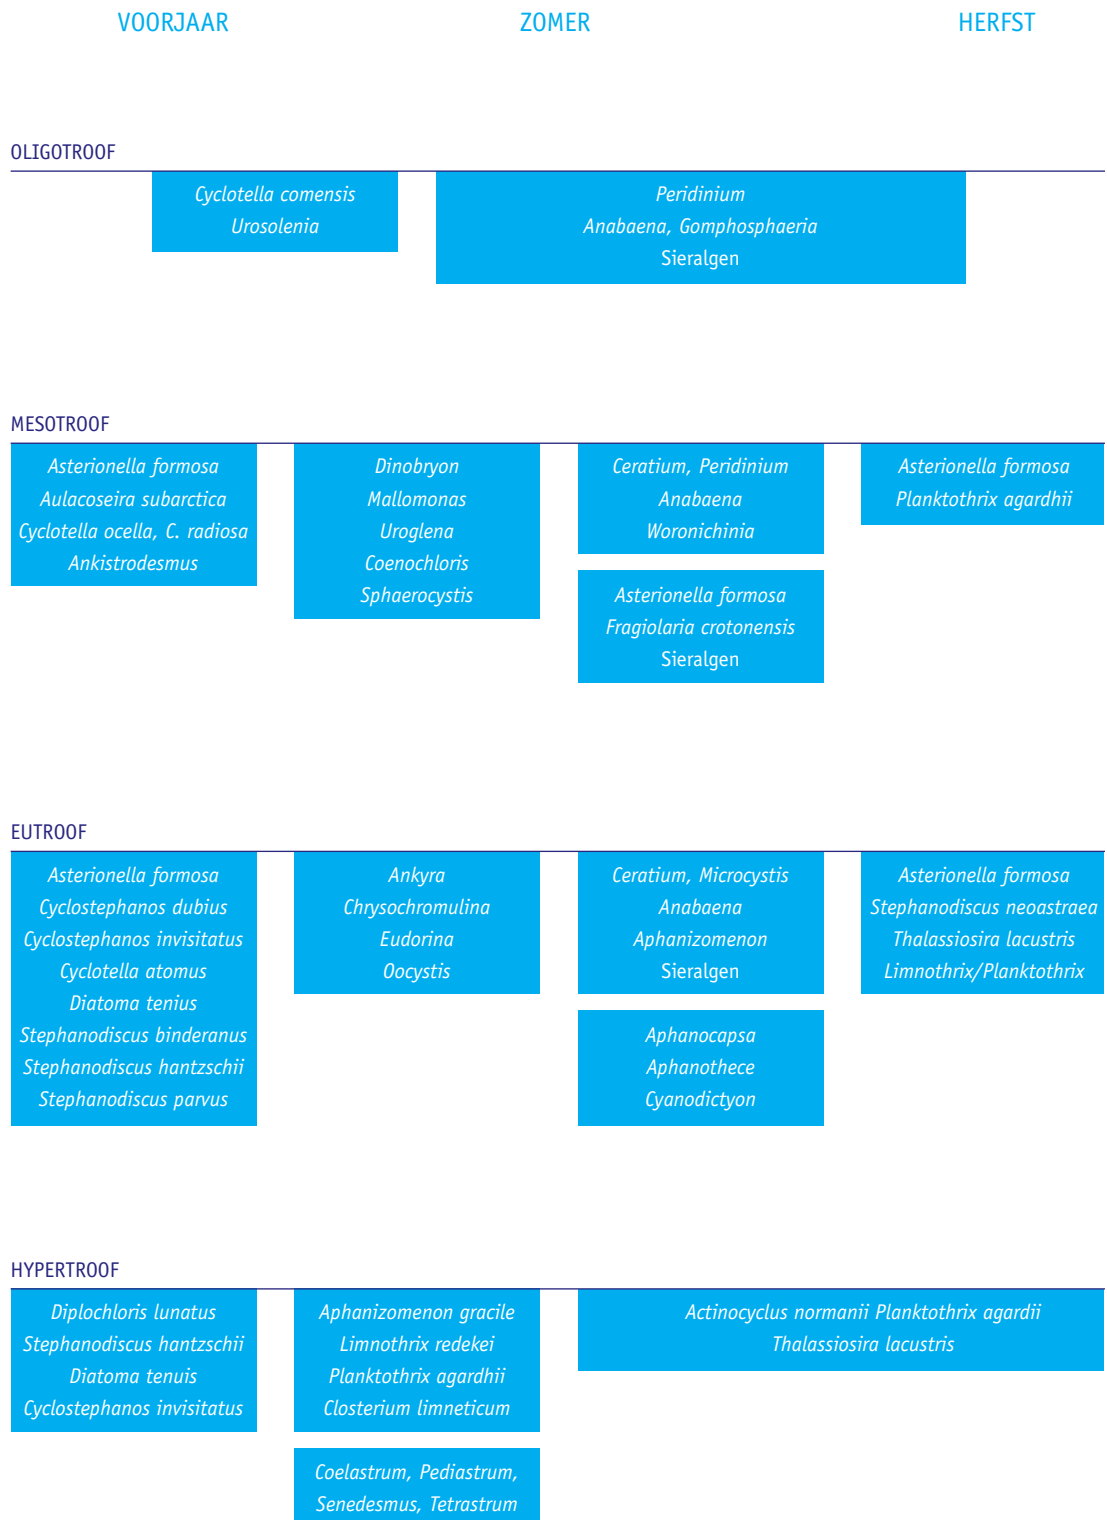 VOORJAAR ZOMER HERFST
OLIGOTROOF
Cyclotella comensis
Urosolenia
Peridinium
Anabaena, Gomphosphaeria
Sieralgen
MESOTROOF
Asterionella formosa
Aulacoseira subarctica
Cyclotella ocella, C. radiosa
Ankistrodesmus
Dinobryon
Mallomonas
Uroglena
Coenochloris
Sphaerocystis
Ceratium, Peridinium
Anabaena
Woronichinia
Asterionella formosa
Fragiolaria crotonensis
Sieralgen
Asterionella formosa
Planktothrix agardhii
EUTROOF
Asterionella formosa
Cyclostephanos dubius
Cyclostephanos invisitatus
Cyclotella atomus
Diatoma tenius
Stephanodiscus binderanus
Stephanodiscus hantzschii
Stephanodiscus parvus
Ankyra
Chrysochromulina
Eudorina
Oocystis
Ceratium, Microcystis
Anabaena
Aphanizomenon
Sieralgen
Aphanocapsa
Aphanothece
Cyanodictyon
Asterionella formosa
Stephanodiscus neoastraea
Thalassiosira lacustris
Limnothrix/Planktothrix
HYPERTROOF
Diplochloris lunatus
Stephanodiscus hantzschii
Diatoma tenuis
Cyclostephanos invisitatus
Aphanizomenon gracile
Limnothrix redekei
Planktothrix agardhii
Closterium limneticum
Coelastrum, Pediastrum,
Senedesmus, Tetrastrum
Actinocyclus normanii Planktothrix agardii
Thalassiosira lacustris